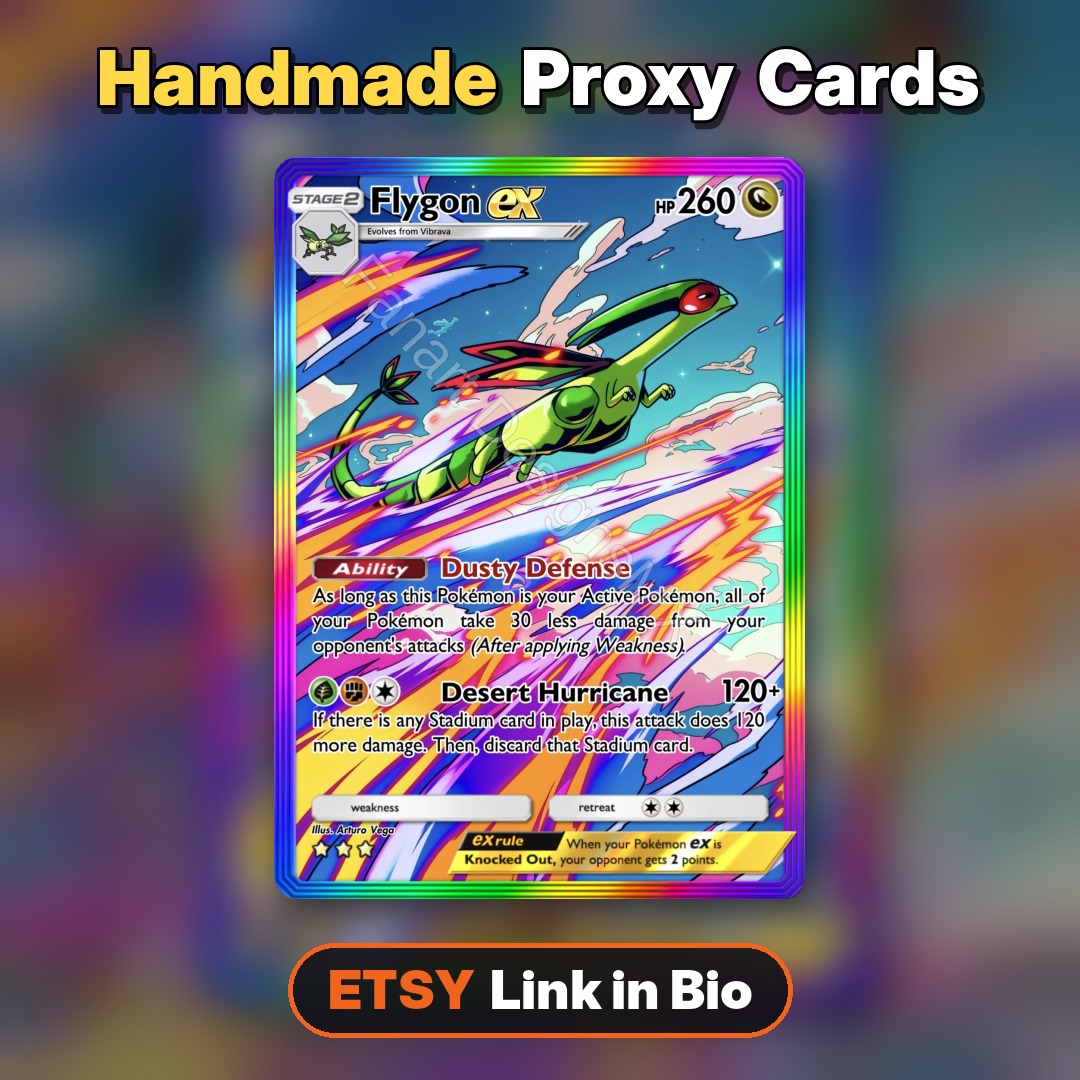 Handmade Proxy Cards
STAGE2 Flygon ex HP260
Evolves from Vibrava
Fanart Designs
Ability Dusty Defense
As long as this Pokémon is your Active Pokémon, all of
your Pokémon take 30 less damage from your
opponent's attacks (After applying Weakness).
Desert Hurricane 120+
If there is any Stadium card in play, this attack does 120
more damage. Then, discard that Stadium card.
weakness retreat
Illus. Arturo Vega
ex rule When your Pokémon ex is
Knocked Out, your opponent gets 2 points.
ETSY Link in Bio